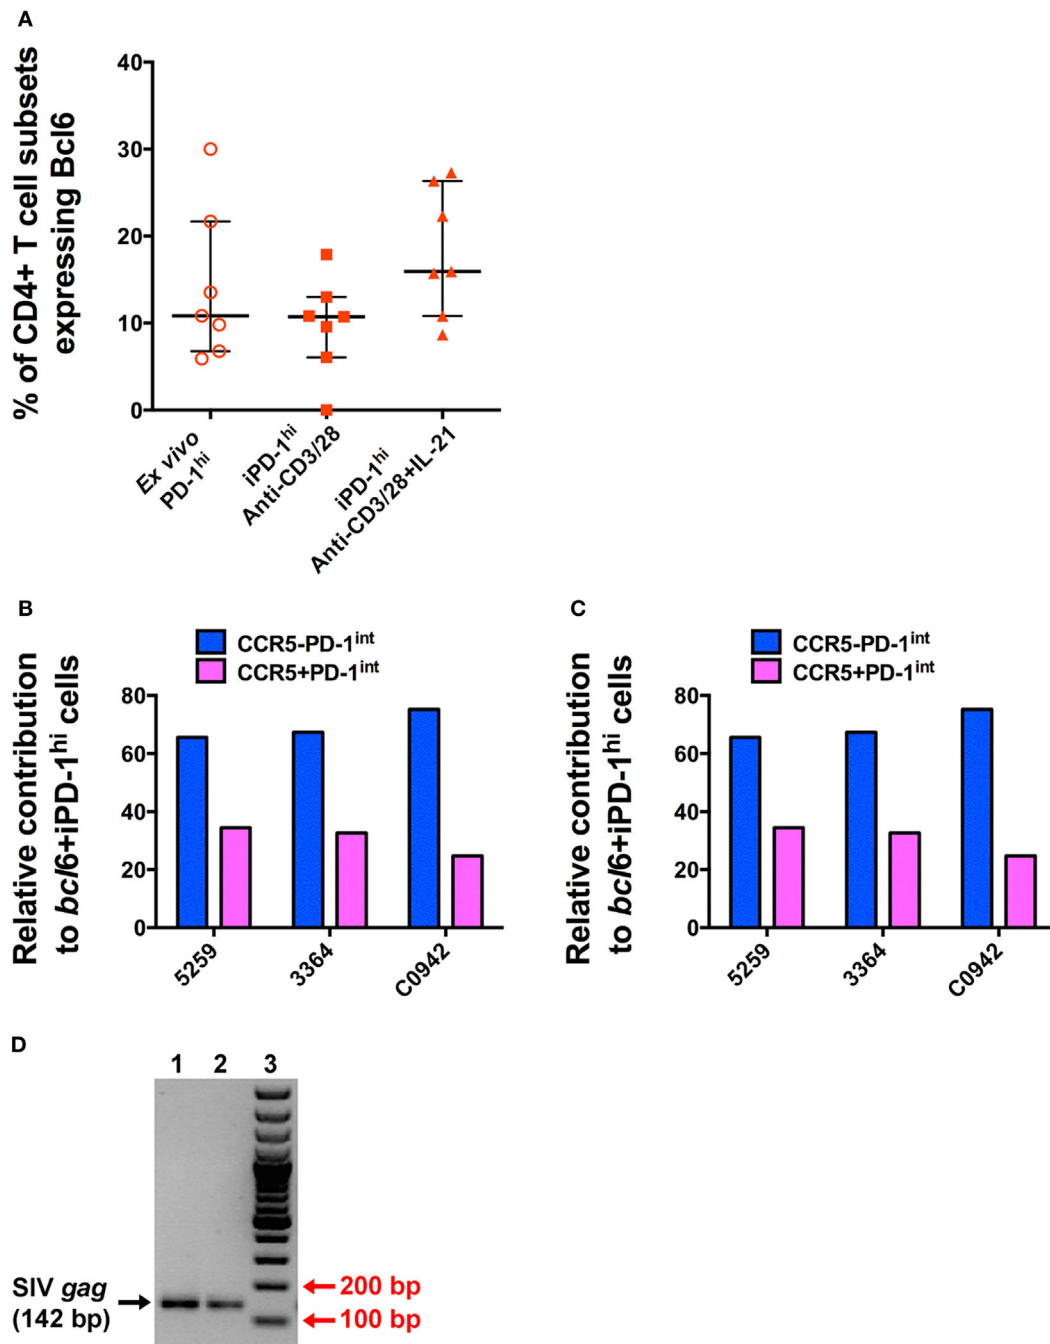 A
% of CD4+ T cell subsets
expressing Bcl6
40
30
20
10
0
Ex vivo
PD-1hi
iPD-1hi
Anti-CD3/28
iPD-1hi
Anti-CD3/28+IL-21
B
CCR5-PD-1int
CCR5+PD-1int
Relative contribution
to bcl6+iPD-1hi cells
80
60
40
20
0
5259
3364
C0942
C
CCR5-PD-1int
CCR5+PD-1int
Relative contribution
to bcl6+iPD-1hi cells
80
60
40
20
0
5259
3364
C0942
D
1 2 3
SIV gag
(142 bp)
200 bp
100 bp